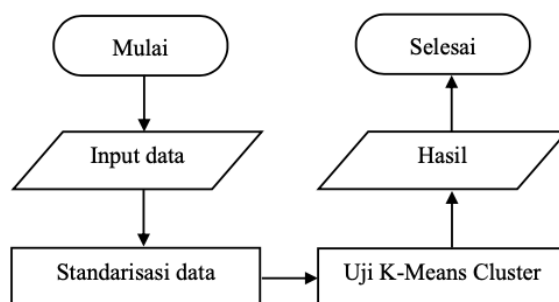 Mulai
Input data
Standarisasi data
Uji K-Means Cluster
Hasil
Selesai